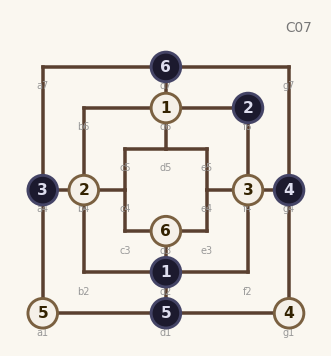 C07
6
a7 d7 g7
1 2
b6 d6 f6
c5 d5 e5
3 2 3 4
a4 b4 c4 e4 f4 g4
6
c3 d3 e3
1
b2 d2 f2
5 5 4
a1 d1 g1